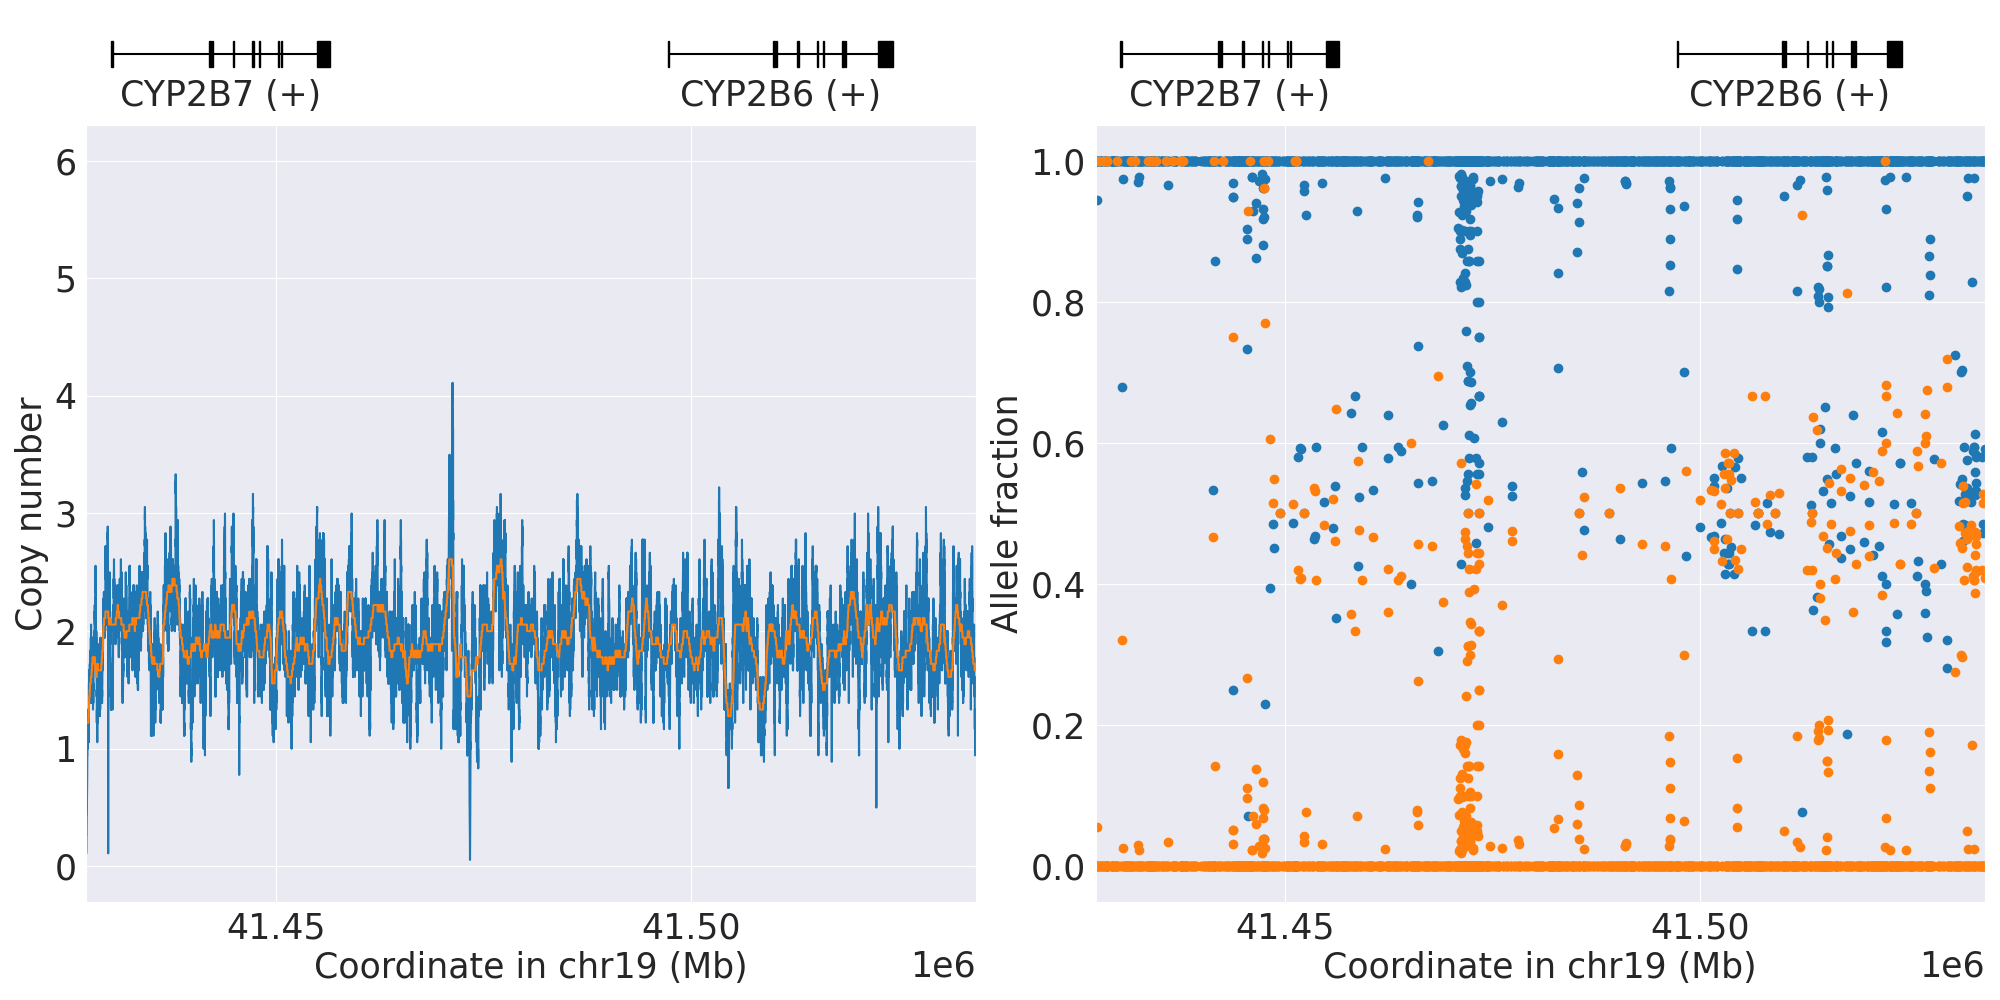 CYP2B7 (+)
CYP2B6 (+)
Copy number
6
5
4
3
2
1
0
41.45
41.50
Coordinate in chr19 (Mb)
1e6
CYP2B7 (+)
CYP2B6 (+)
Allele fraction
1.0
0.8
0.6
0.4
0.2
0.0
41.45
41.50
Coordinate in chr19 (Mb)
1e6